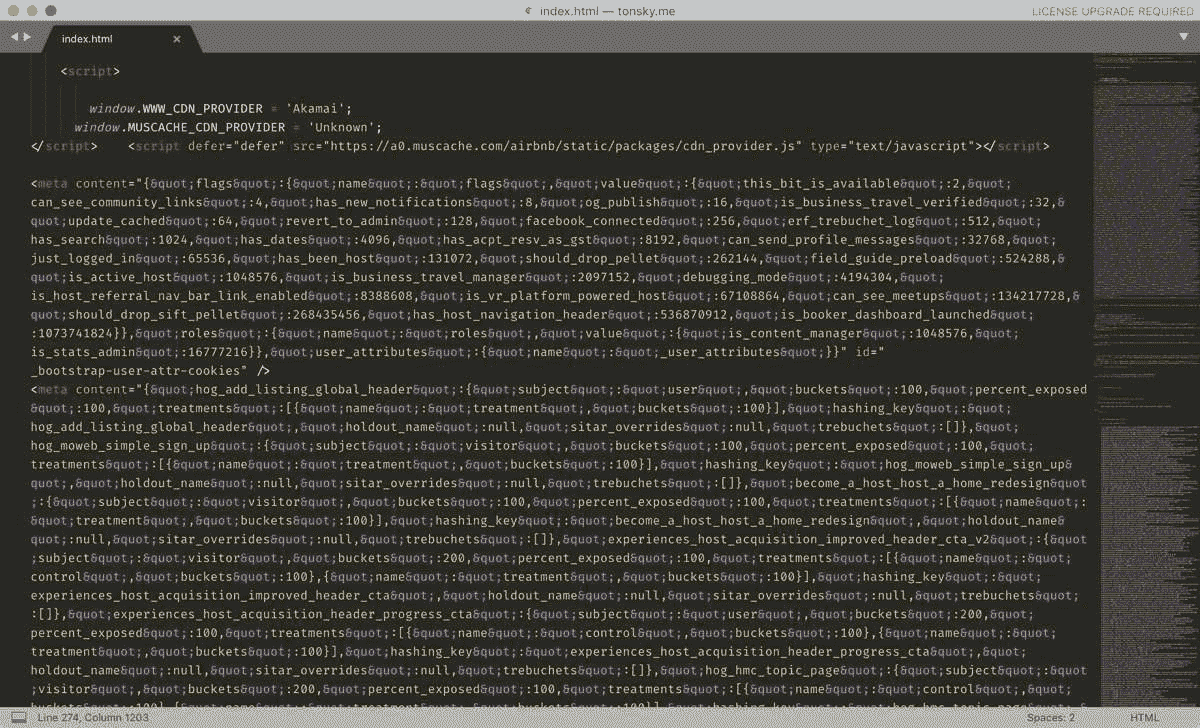 index.html — tonsky.me
LICENSE UPGRADE REQUIRED
index.html ×
<script>
window.WWW_CDN_PROVIDER = 'Akamai';
window.MUSCACHE_CDN_PROVIDER = 'Unknown';
</script> <script defer="defer" src="https://a0.muscache.com/airbnb/static/packages/cdn_provider.js" type="text/javascript"></script>
<meta content="{&quot;flags&quot;:{&quot;name&quot;:&quot;flags&quot;,&quot;value&quot;:{&quot;this_bit_is_available&quot;:2,&quot;
can_see_community_links&quot;:4,&quot;has_new_notifications&quot;:8,&quot;og_publish&quot;:16,&quot;is_business_travel_verified&quot;:32,&
quot;update_cached&quot;:64,&quot;revert_to_admin&quot;:128,&quot;facebook_connected&quot;:256,&quot;erf_trebuchet_log&quot;:512,&quot;
has_search&quot;:1024,&quot;has_dates&quot;:4096,&quot;has_acpt_resv_as_gst&quot;:8192,&quot;can_send_profile_messages&quot;:32768,&quot;
just_logged_in&quot;:65536,&quot;has_been_host&quot;:131072,&quot;should_drop_pellet&quot;:262144,&quot;field_guide_preload&quot;:524288,&
quot;is_active_host&quot;:1048576,&quot;is_business_travel_manager&quot;:2097152,&quot;debugging_mode&quot;:4194304,&quot;
is_host_referral_nav_bar_link_enabled&quot;:8388608,&quot;is_vr_platform_powered_host&quot;:67108864,&quot;can_see_meetups&quot;:134217728,&
quot;should_drop_sift_pellet&quot;:268435456,&quot;has_host_navigation_header&quot;:536870912,&quot;is_booker_dashboard_launched&quot;
:1073741824}},&quot;roles&quot;:{&quot;name&quot;:&quot;roles&quot;,&quot;value&quot;:{&quot;is_content_manager&quot;:1048576,&quot;
is_stats_admin&quot;:16777216}},&quot;user_attributes&quot;:{&quot;name&quot;:&quot;_user_attributes&quot;}}" id="
_bootstrap-user-attr-cookies" />
<meta content="{&quot;hog_add_listing_global_header&quot;:{&quot;subject&quot;:&quot;user&quot;,&quot;buckets&quot;:100,&quot;percent_exposed
&quot;:100,&quot;treatments&quot;:[{&quot;name&quot;:&quot;treatment&quot;,&quot;buckets&quot;:100}],&quot;hashing_key&quot;:&quot;
hog_add_listing_global_header&quot;,&quot;holdout_name&quot;:null,&quot;sitar_overrides&quot;:null,&quot;trebuchets&quot;:[]},&quot;
hog_moweb_simple_sign_up&quot;:{&quot;subject&quot;:&quot;visitor&quot;,&quot;buckets&quot;:100,&quot;percent_exposed&quot;:100,&quot;
treatments&quot;:[{&quot;name&quot;:&quot;treatment&quot;,&quot;buckets&quot;:100}],&quot;hashing_key&quot;:&quot;hog_moweb_simple_sign_up&
quot;,&quot;holdout_name&quot;:null,&quot;sitar_overrides&quot;:null,&quot;trebuchets&quot;:[]},&quot;become_a_host_host_a_home_redesign&quot
;:{&quot;subject&quot;:&quot;visitor&quot;,&quot;buckets&quot;:100,&quot;percent_exposed&quot;:100,&quot;treatments&quot;:[{&quot;name&quot;:
&quot;treatment&quot;,&quot;buckets&quot;:100}],&quot;hashing_key&quot;:&quot;become_a_host_host_a_home_redesign&quot;,&quot;holdout_name&
quot;:null,&quot;sitar_overrides&quot;:null,&quot;trebuchets&quot;:[]},&quot;experiences_host_acquisition_improved_header_cta_v2&quot;:{&quot
;subject&quot;:&quot;visitor&quot;,&quot;buckets&quot;:200,&quot;percent_exposed&quot;:100,&quot;treatments&quot;:[{&quot;name&quot;:&quot;
control&quot;,&quot;buckets&quot;:100},{&quot;name&quot;:&quot;treatment&quot;,&quot;buckets&quot;:100}],&quot;hashing_key&quot;:&quot;
experiences_host_acquisition_improved_header_cta&quot;,&quot;holdout_name&quot;:null,&quot;sitar_overrides&quot;:null,&quot;trebuchets&quot;
:[]},&quot;experiences_host_acquisition_header_progress_cta&quot;:{&quot;subject&quot;:&quot;user&quot;,&quot;buckets&quot;:200,&quot;
percent_exposed&quot;:100,&quot;treatments&quot;:[{&quot;name&quot;:&quot;control&quot;,&quot;buckets&quot;:100},{&quot;name&quot;:&quot;
treatment&quot;,&quot;buckets&quot;:100}],&quot;hashing_key&quot;:&quot;experiences_host_acquisition_header_progress_cta&quot;,&quot;
holdout_name&quot;:null,&quot;sitar_overrides&quot;:null,&quot;trebuchets&quot;:[]},&quot;hog_hmc_topic_page&quot;:{&quot;subject&quot;:&quot
;visitor&quot;,&quot;buckets&quot;:200,&quot;percent_exposed&quot;:100,&quot;treatments&quot;:[{&quot;name&quot;:&quot;control&quot;,&quot;
Line 274, Column 1203
Spaces: 2
HTML